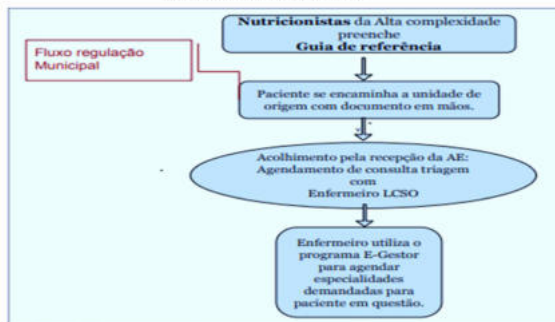 Nutricionistas da Alta complexidade
preenche
Guia de referência
Fluxo regulação
Municipal
Paciente se encaminha a unidade de
origem com documento em mãos.
Acolhimento pela recepção da AE:
Agendamento de consulta triagem
com
Enfermeiro LCSO
Enfermeiro utiliza o
programa E-Gestor
para agendar
especialidades
demandadas para
paciente em questão.